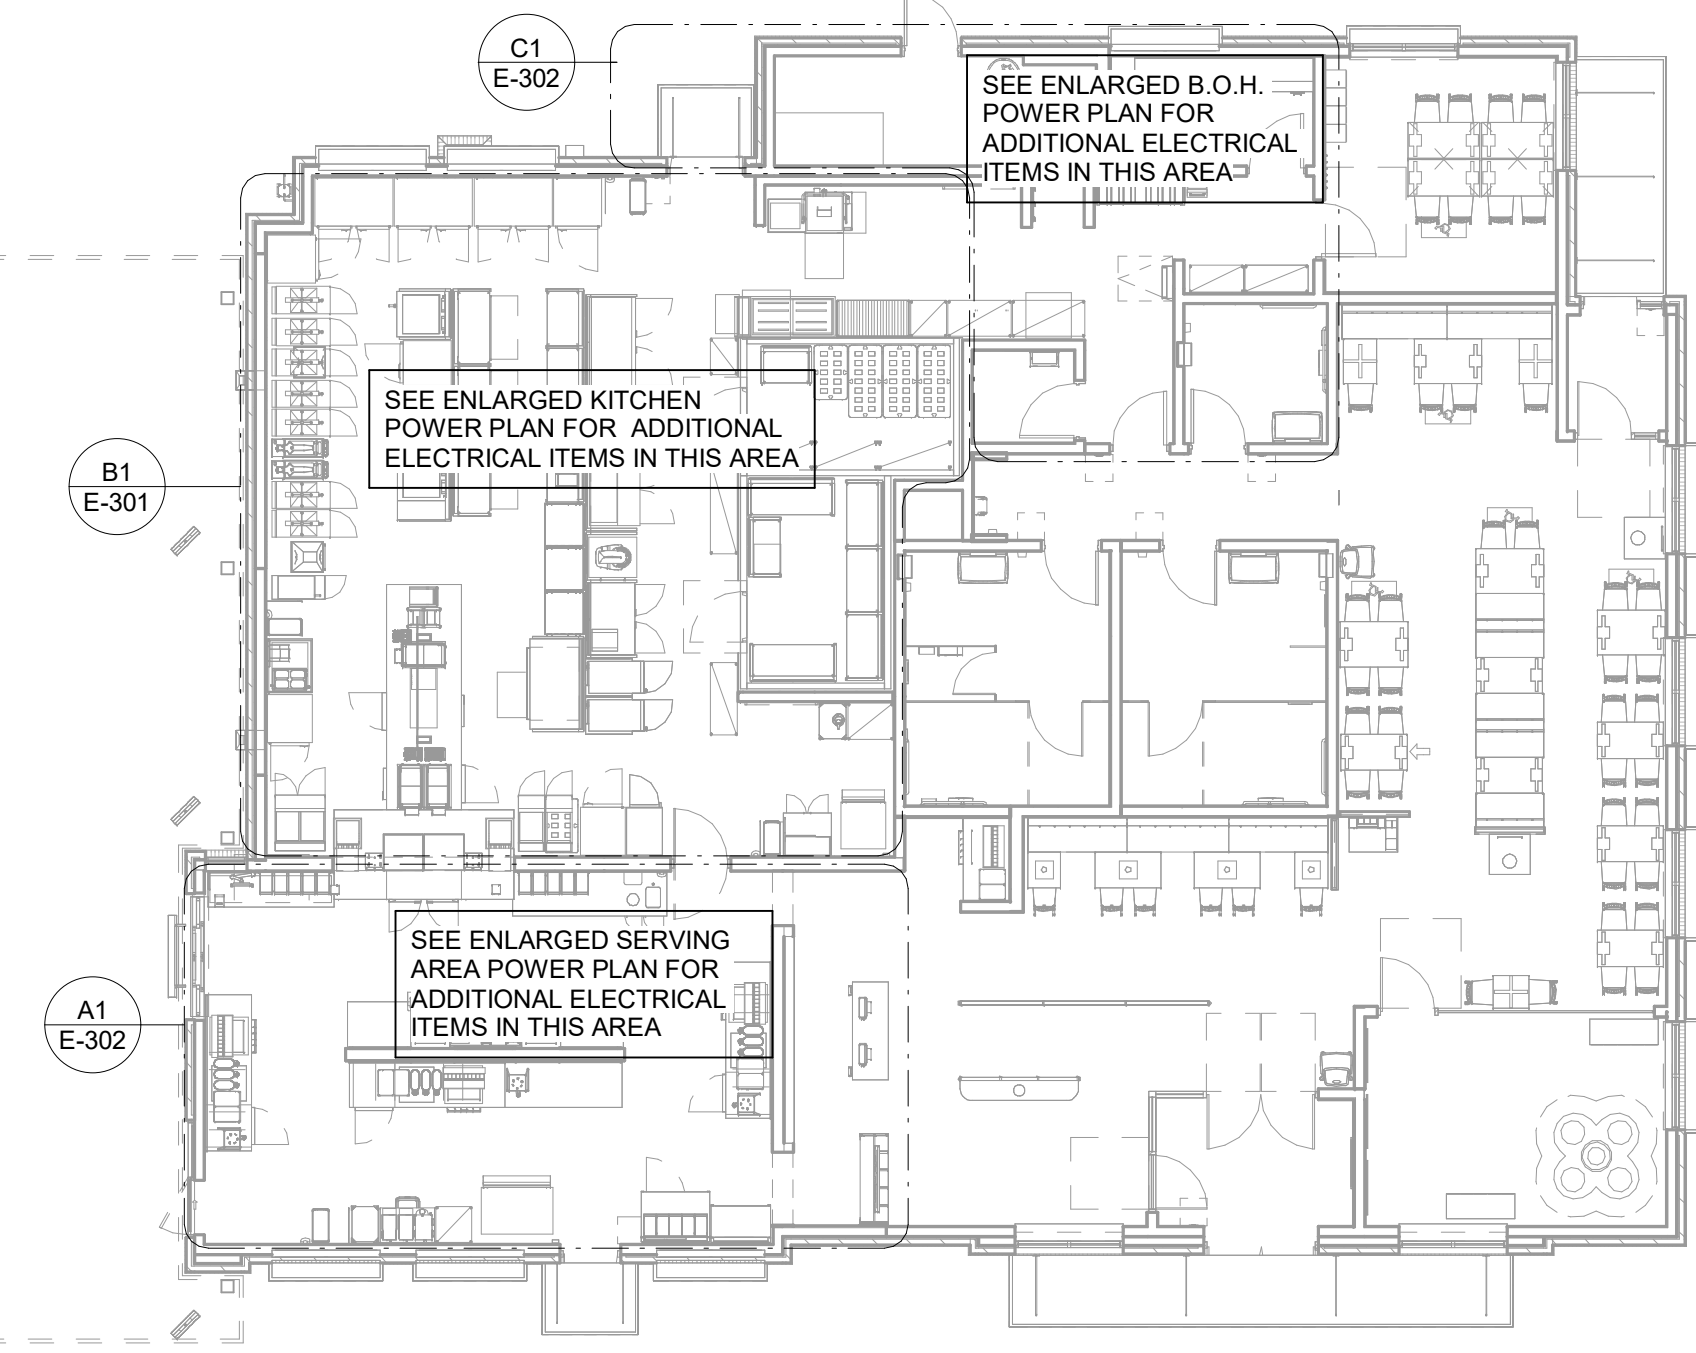 C1
E-302
SEE ENLARGED B.O.H.
POWER PLAN FOR
ADDITIONAL ELECTRICAL
ITEMS IN THIS AREA
SEE ENLARGED KITCHEN
POWER PLAN FOR  ADDITIONAL
ELECTRICAL ITEMS IN THIS AREA
B1
E-301
SEE ENLARGED SERVING
AREA POWER PLAN FOR
ADDITIONAL ELECTRICAL
ITEMS IN THIS AREA
A1
E-302